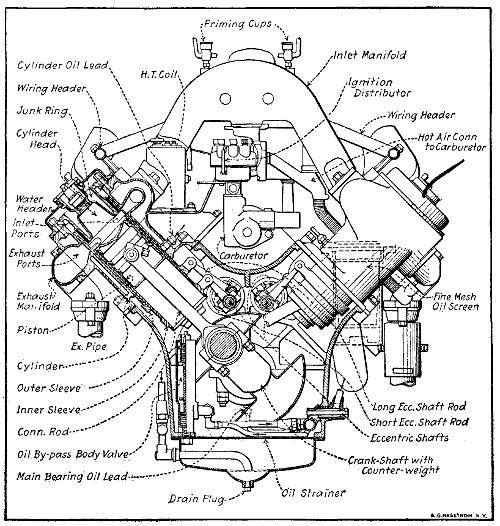 Priming Cups
Cylinder Oil Lead
H.T. Coil
Inlet Manifold
Wiring Header
Ignition
Distributor
Junk Ring
Wiring Header
Cylinder
Head
Hot Air Conn
to Carburetor
Water
Header
Inlet
Ports
Carburetor
Exhaust
Ports
Exhaust
Manifold
Fine Mesh
Oil Screen
Piston
Ex. Pipe
Cylinder
Outer Sleeve
Inner Sleeve
Long Ecc. Shaft Rod
Short Ecc. Shaft Rod
Conn. Rod
Eccentric Shafts
Oil By-pass Body Valve
Crank-Shaft with
Counter-weight
Main Bearing Oil Lead
Oil Strainer
Drain Plug
A.G. HAGSTROM N.Y.